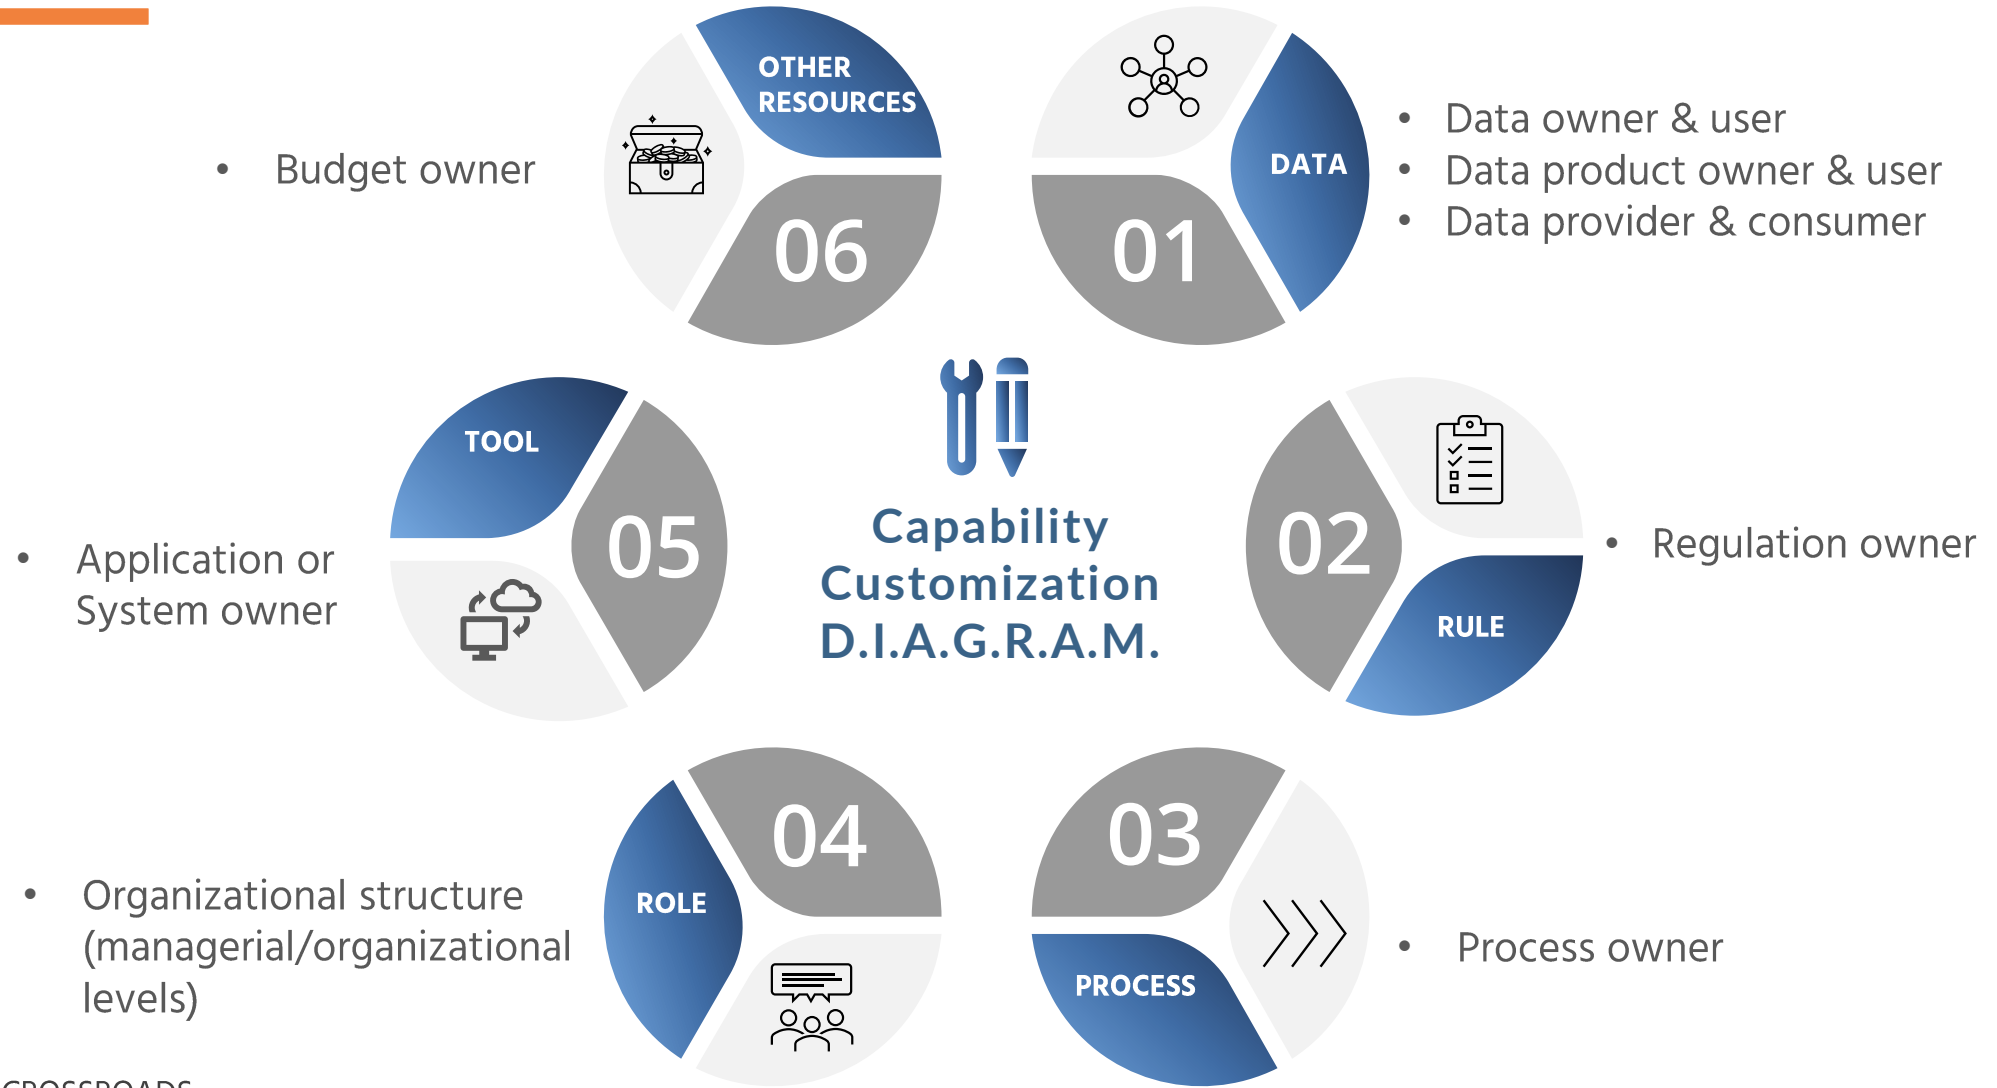 OTHER
RESOURCES
06
• Budget owner
01
DATA
• Data owner & user
• Data product owner & user
• Data provider & consumer
TOOL
05
• Application or
System owner
Capability
Customization
D.I.A.G.R.A.M.
02
RULE
• Regulation owner
04
ROLE
• Organizational structure
(managerial/organizational
levels)
03
PROCESS
• Process owner
CROSSROADS